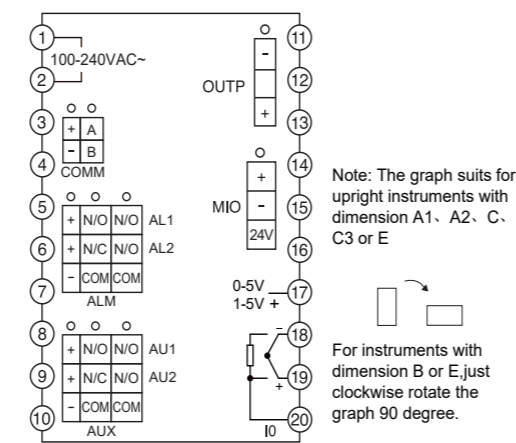 1
2
100-240VAC~
3
4
+ A
- B
COMM
5
6
7
+ N/O N/O AL1
+ N/C N/O AL2
- COM COM
ALM
8
9
10
+ N/O N/O AU1
+ N/C N/O AU2
- COM COM
AUX
11
12
13
OUTP
-
+
14
15
16
MIO
+
-
24V
0-5V
1-5V +
17
18
19
20
-
+
I0
Note: The graph suits for
upright instruments with
dimension A1、A2、C、
C3 or E
For instruments with
dimension B or E,just
clockwise rotate the
graph 90 degree.